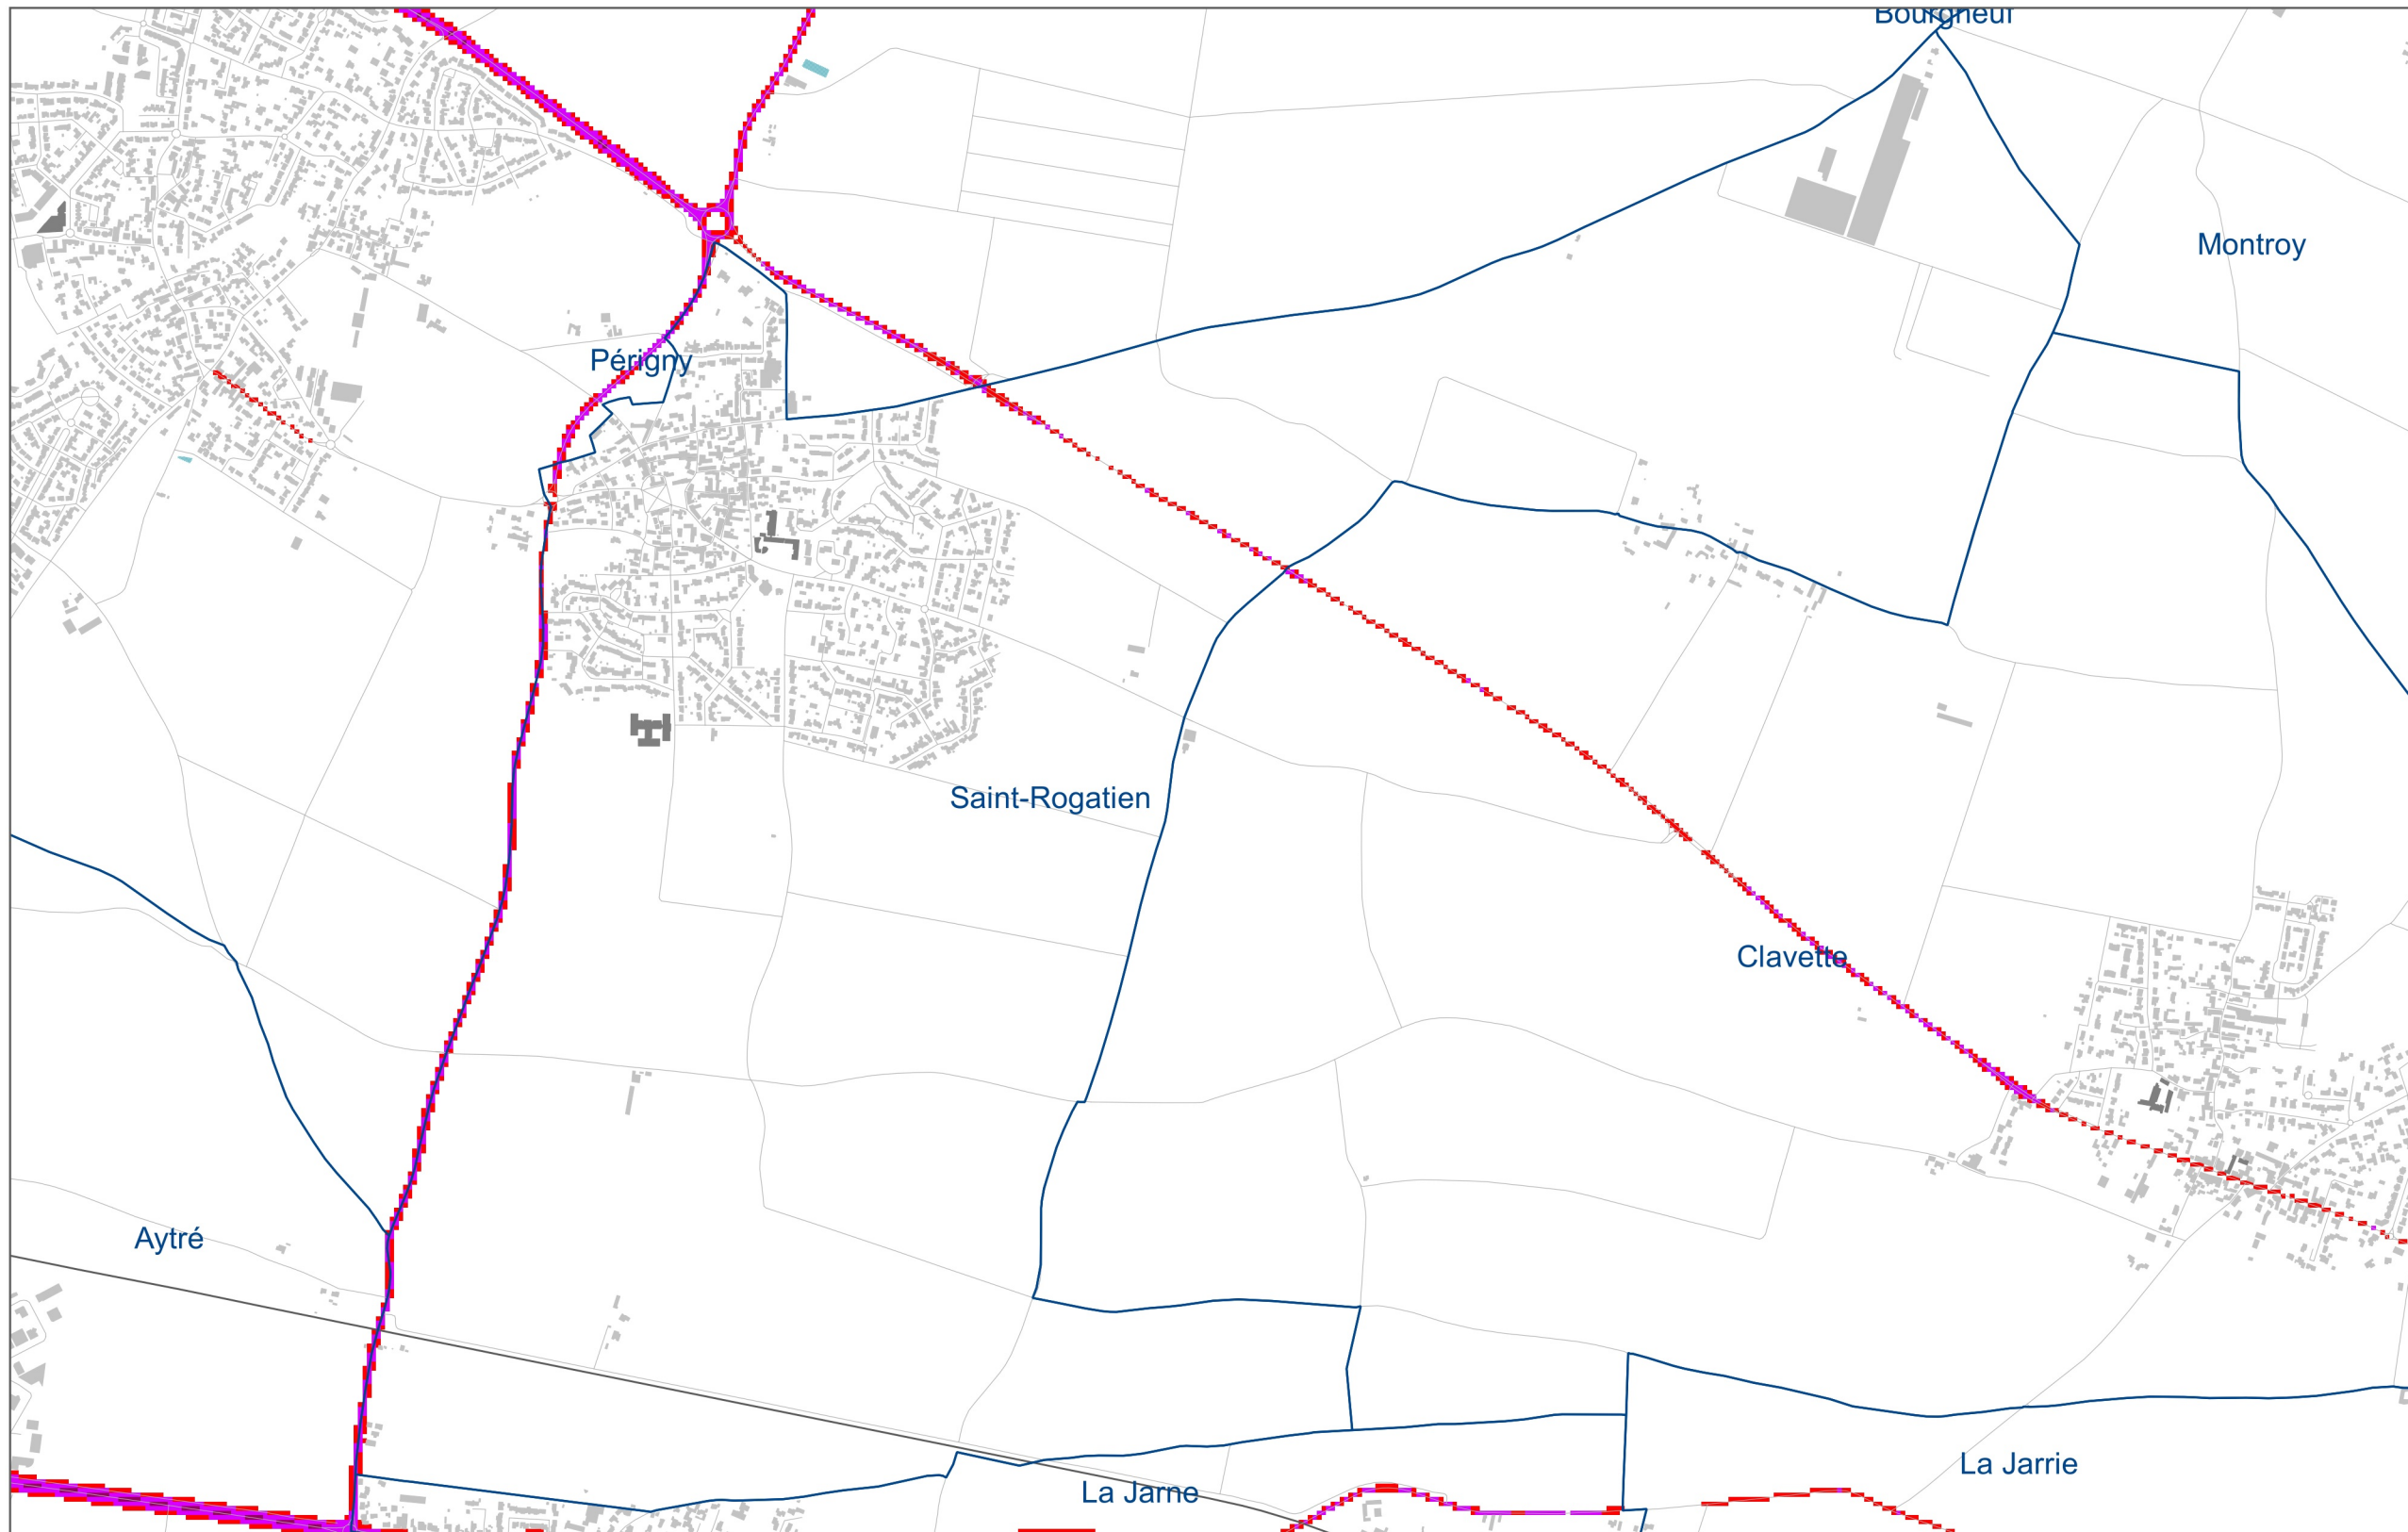 Bourgneuf
Montroy
Périgny
Saint-Rogatien
Clavette
Aytré
La Jarrie
La Jarne